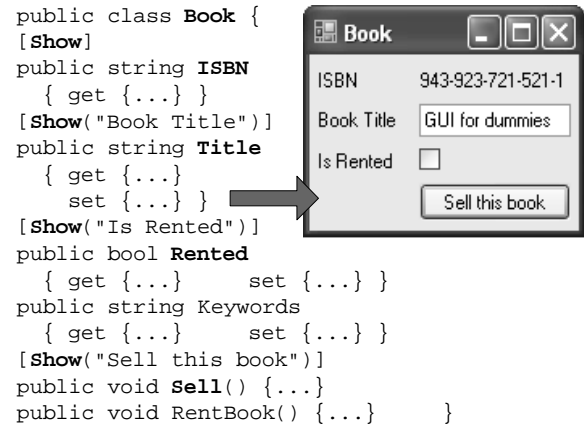 public class Book {
[Show]
public string ISBN
{ get {...} }
[Show("Book Title")]
public string Title
{ get {...}
set {...} }
[Show("Is Rented")]
public bool Rented
{ get {...} set {...} }
public string Keywords
{ get {...} set {...} }
[Show("Sell this book")]
public void Sell() {...}
public void RentBook() {...} }
Book
ISBN 943-923-721-521-1
Book Title GUI for dummies
Is Rented
Sell this book